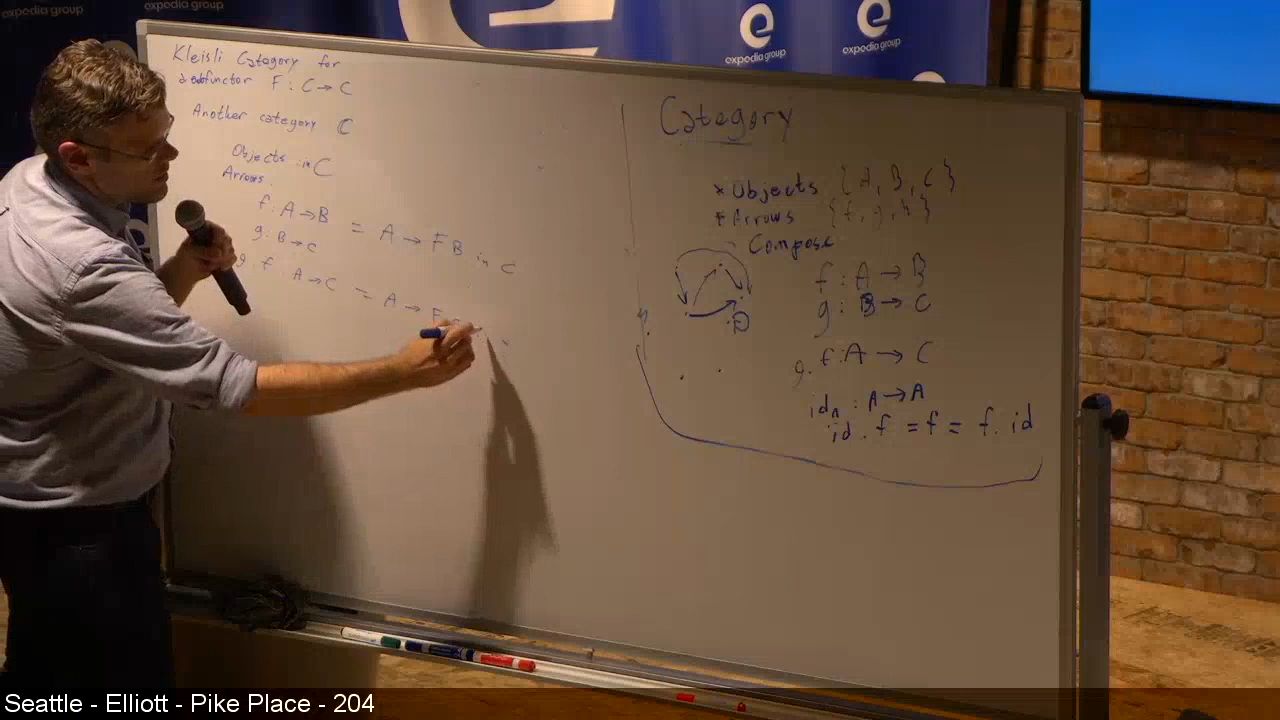 expedia group
expedia group
expedia group
Kleisli Category for
endofunctor F : C → C
Another category C
Objects in C
Arrows
f : A → B = A → F B in C
g : B → C
g . f : A → C = A → F
Category
* Objects {A, B, C}
* Arrows {f, g, h}
- Compose
f : A → B
g : B → C
g . f : A → C
id_A : A → A
id . f = f = f . id
Seattle - Elliott - Pike Place - 204